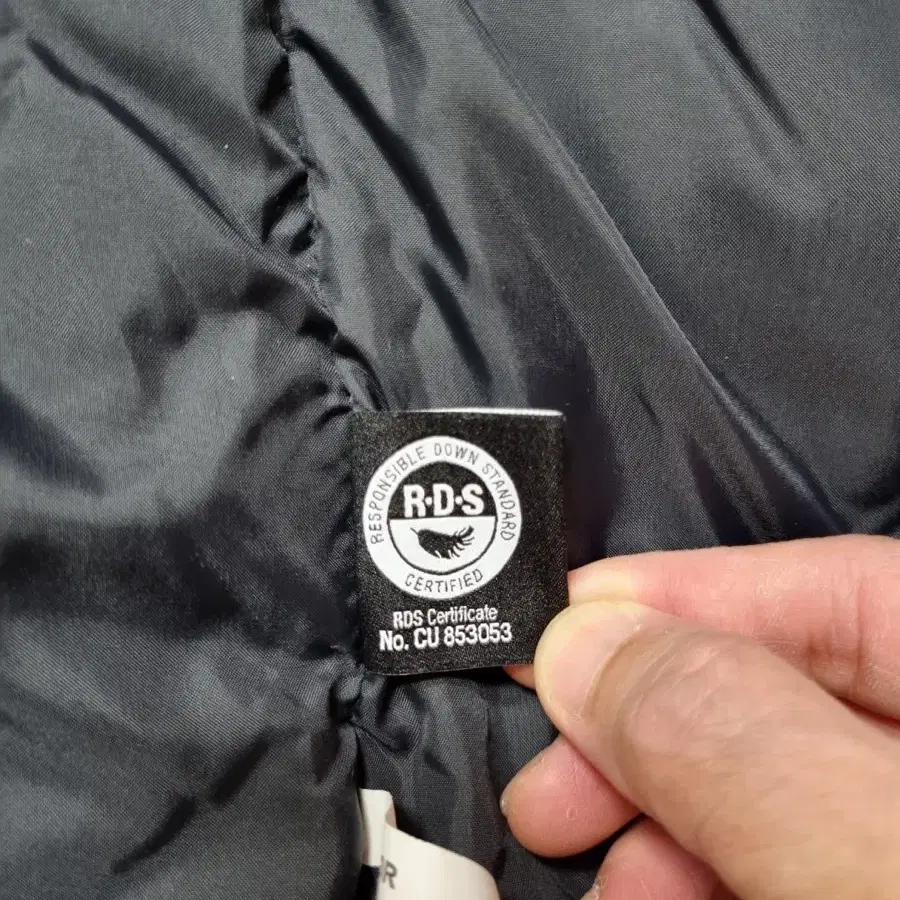 RESPONSIBLE DOWN STANDARD
R·D·S
CERTIFIED
RDS Certificate
No. CU 853053
R